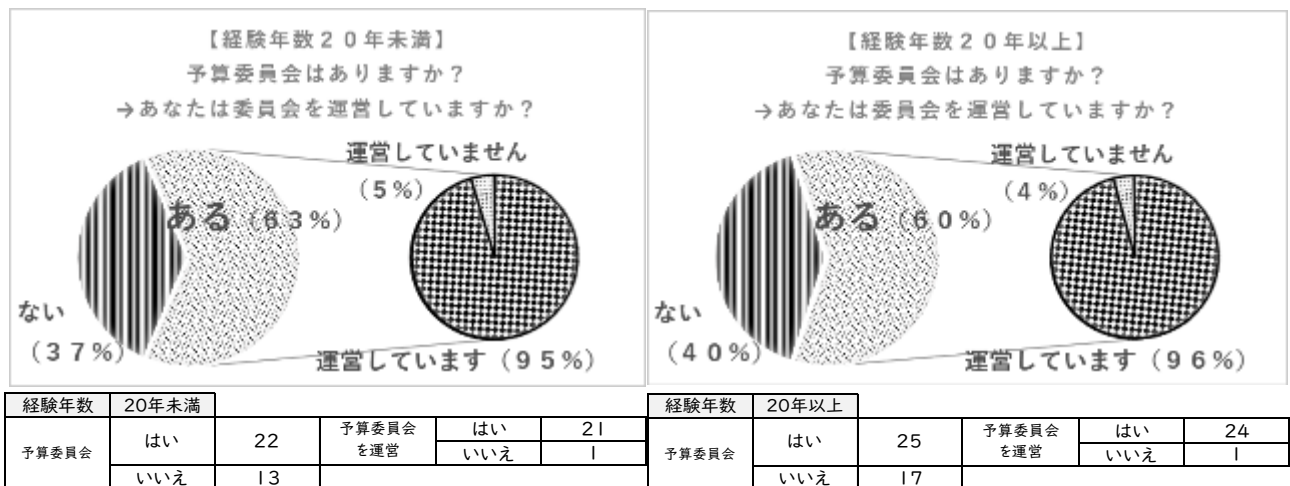 【経験年数２０年未満】
予算委員会はありますか？
→あなたは委員会を運営していますか？
運営していません
（５%）
ある（６３%）
ない
（３７%）
運営しています（９５%）
【経験年数２０年以上】
予算委員会はありますか？
→あなたは委員会を運営していますか？
運営していません
（４%）
ある（６０%）
ない
（４０%）
運営しています（９６%）
経験年数 20年未満
予算委員会 はい 22 予算委員会を運営 はい 21
いいえ 1
いいえ 13
経験年数 20年以上
予算委員会 はい 25 予算委員会を運営 はい 24
いいえ 1
いいえ 17